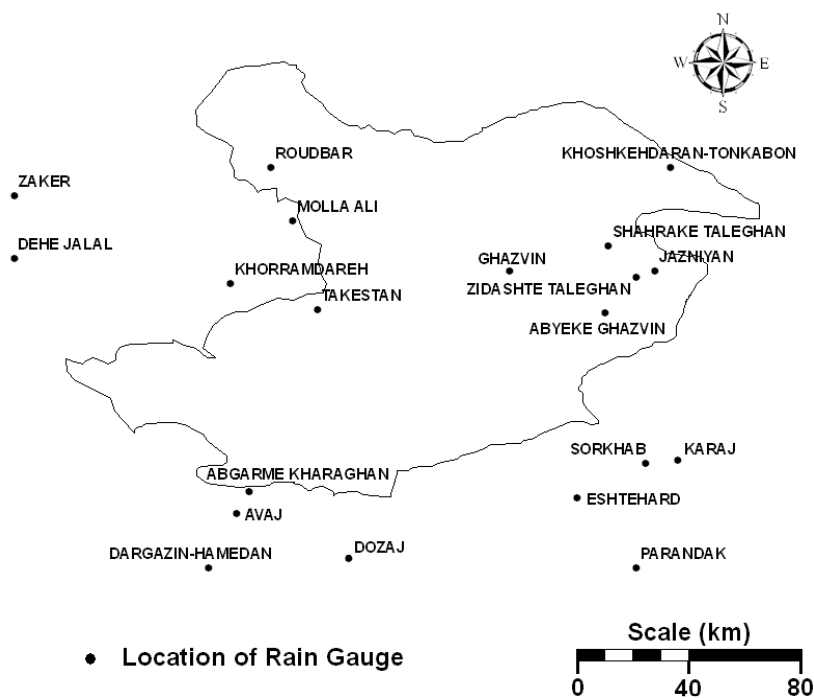 N
W E
S
ROUDBAR
KHOSHKEHDARAN-TONKABON
ZAKER
MOLLA ALI
SHAHRAKE TALEGHAN
DEHE JALAL
GHAZVIN
JAZNIYAN
KHORRAMDAREH
ZIDASHTE TALEGHAN
TAKESTAN
ABYEKE GHAZVIN
SORKHAB
KARAJ
ABGARME KHARAGHAN
ESHTEHARD
AVAJ
DARGAZIN-HAMEDAN
DOZAJ
PARANDAK
Scale (km)
Location of Rain Gauge
0 40 80